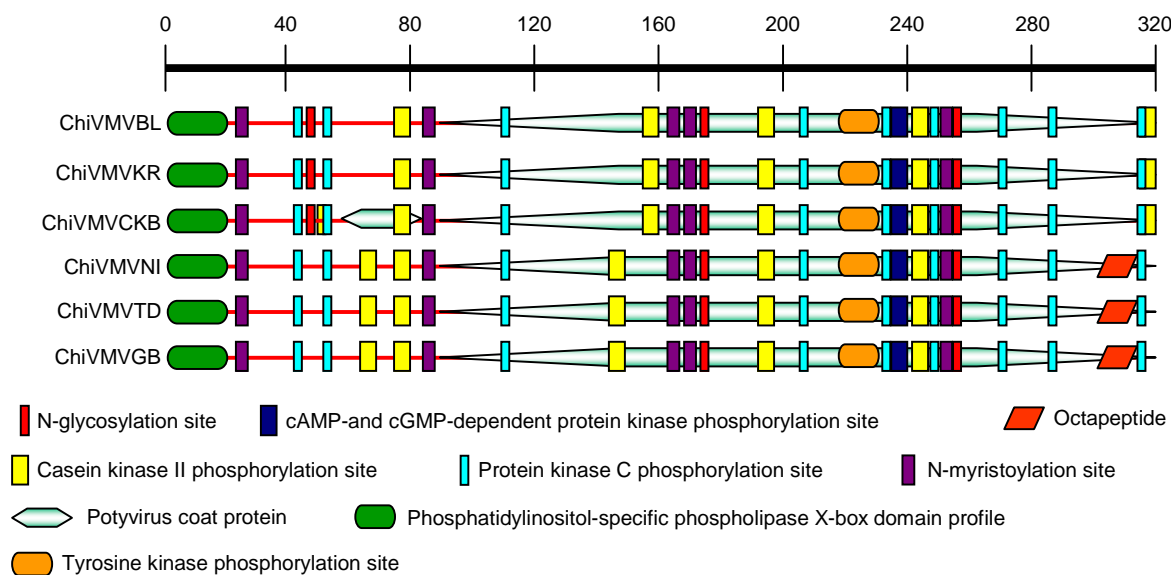 0 40 80 120 160 200 240 280 320
ChiVMVBL
ChiVMVKR
ChiVMVCKB
ChiVMVNI
ChiVMVTD
ChiVMVGB
N-glycosylation site cAMP-and cGMP-dependent protein kinase phosphorylation site Octapeptide
Casein kinase II phosphorylation site Protein kinase C phosphorylation site N-myristoylation site
Potyvirus coat protein Phosphatidylinositol-specific phospholipase X-box domain profile
Tyrosine kinase phosphorylation site